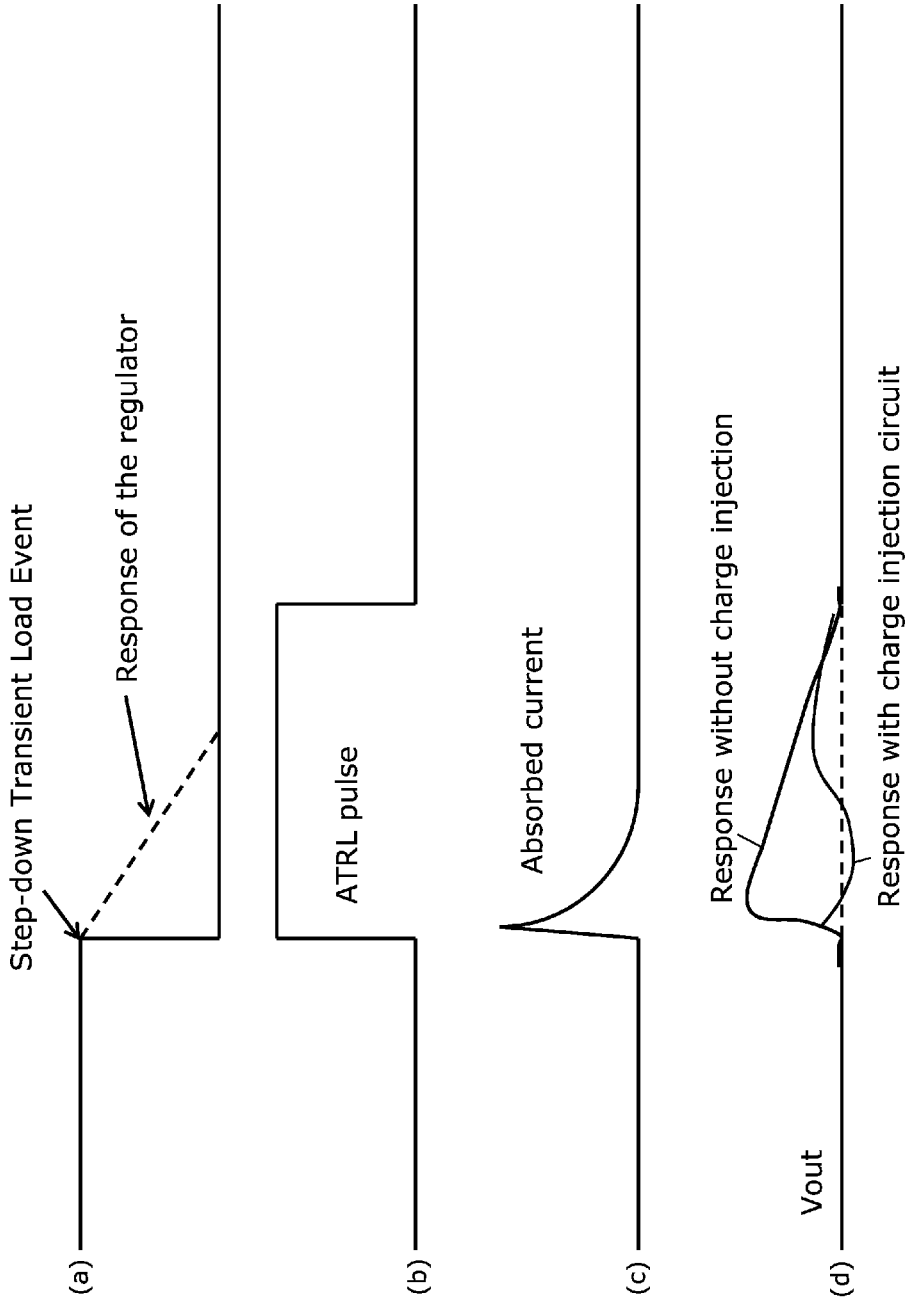 Step-down Transient Load Event
Response of the regulator
(a)
ATRL pulse
(b)
Absorbed current
(c)
Response without charge injection
Vout
(d)
Response with charge injection circuit